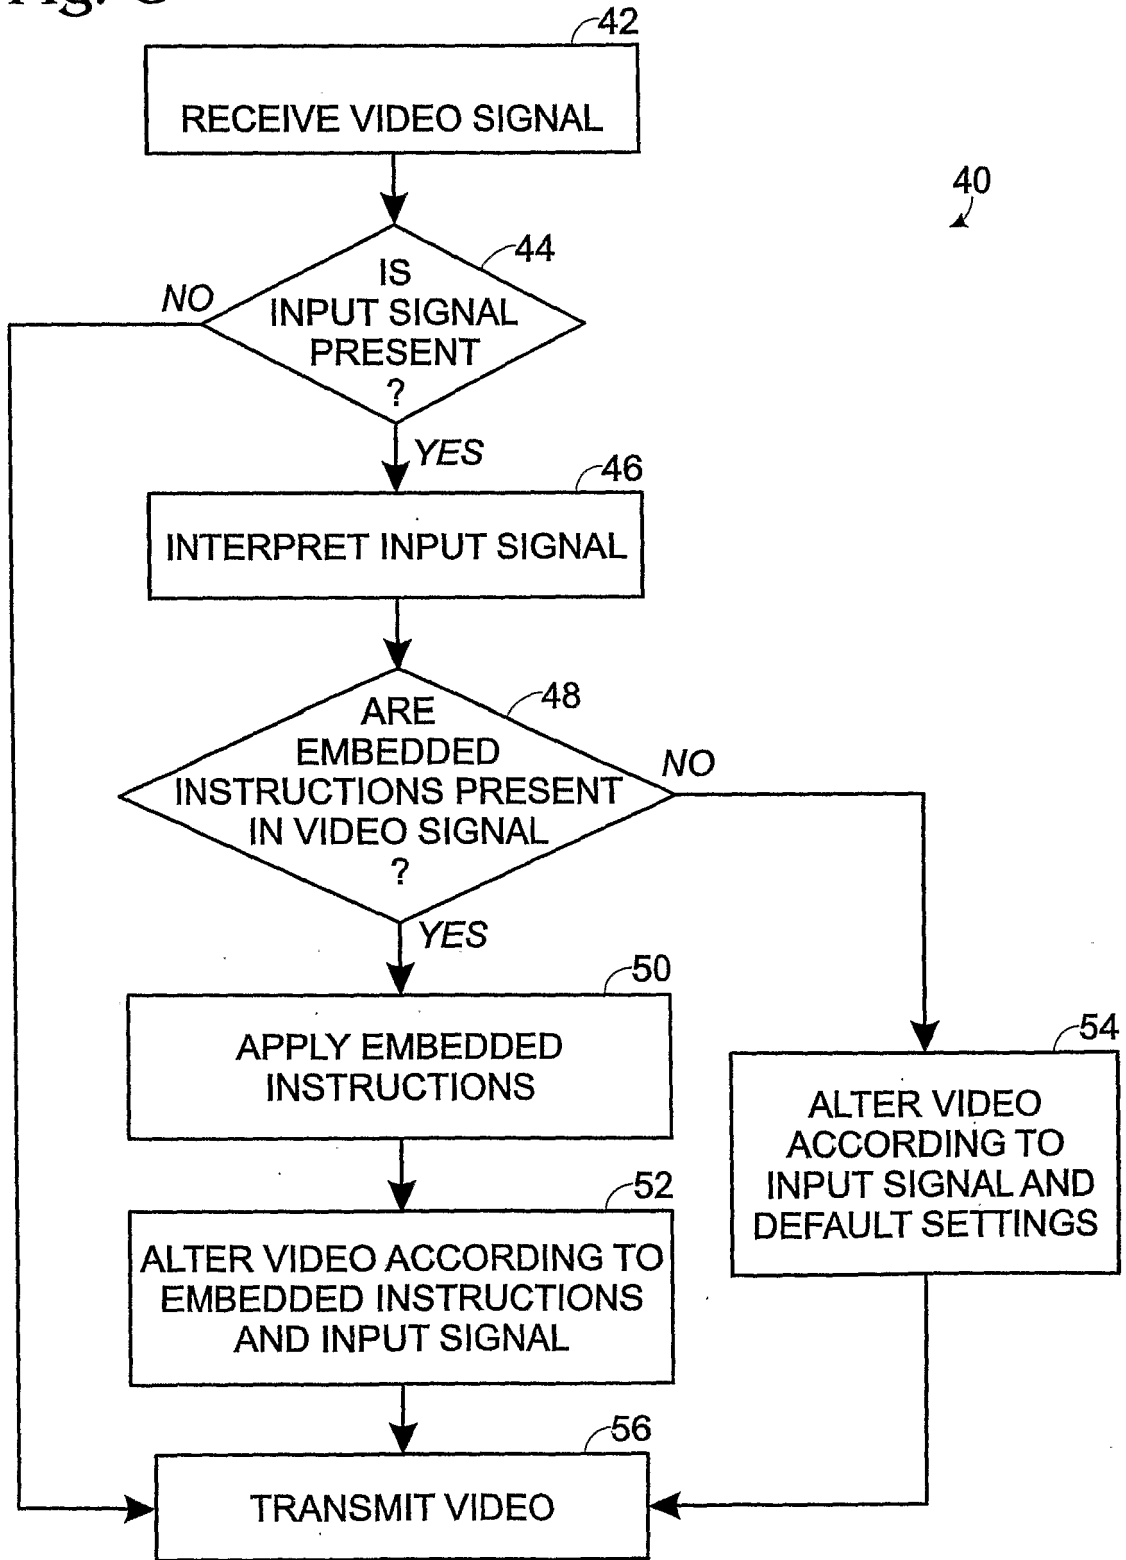 Fig.
42
RECEIVE VIDEO SIGNAL
40
44
IS
INPUT SIGNAL
PRESENT
?
NO
YES
46
INTERPRET INPUT SIGNAL
48
ARE
EMBEDDED
INSTRUCTIONS PRESENT
IN VIDEO SIGNAL
?
NO
YES
50
APPLY EMBEDDED
INSTRUCTIONS
54
ALTER VIDEO
ACCORDING TO
INPUT SIGNAL AND
DEFAULT SETTINGS
52
ALTER VIDEO ACCORDING TO
EMBEDDED INSTRUCTIONS
AND INPUT SIGNAL
56
TRANSMIT VIDEO